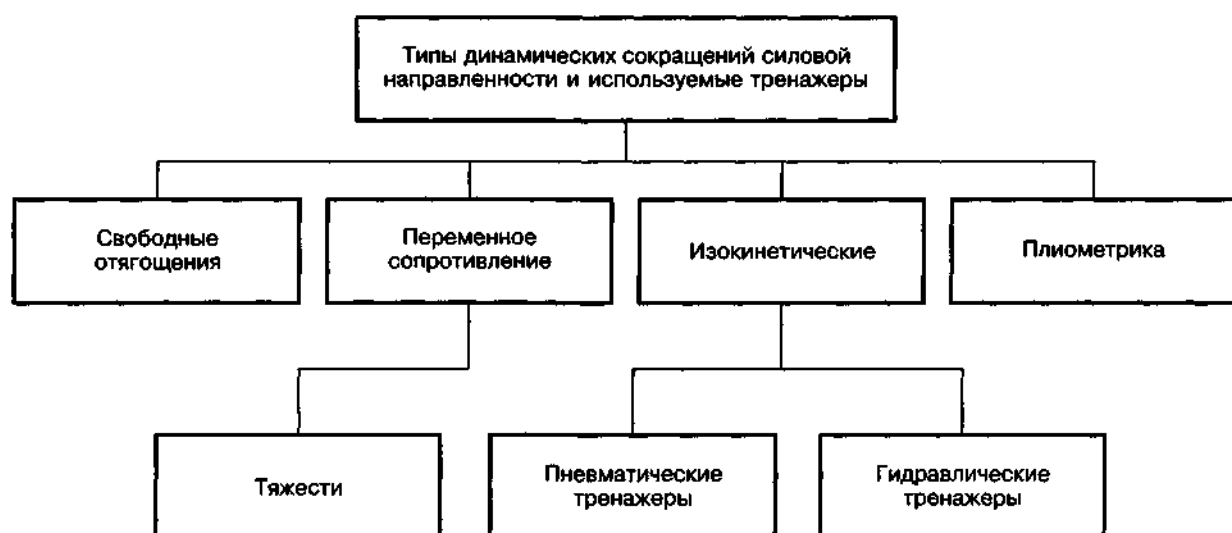 Типы динамических сокращений силовой
направленности и используемые тренажеры
Свободные
отягощения
Переменное
сопротивление
Изокинетические
Плиометрика
Тяжести
Пневматические
тренажеры
Гидравлические
тренажеры